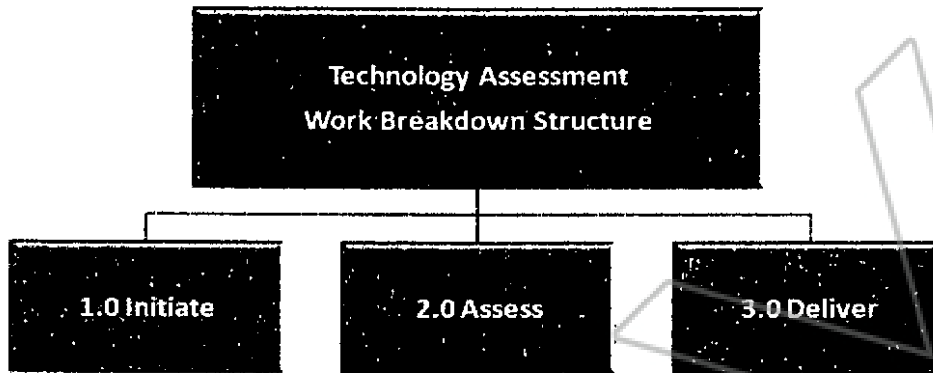 Technology Assessment
Work Breakdown Structure
1.0 Initiate
2.0 Assess
3.0 Deliver